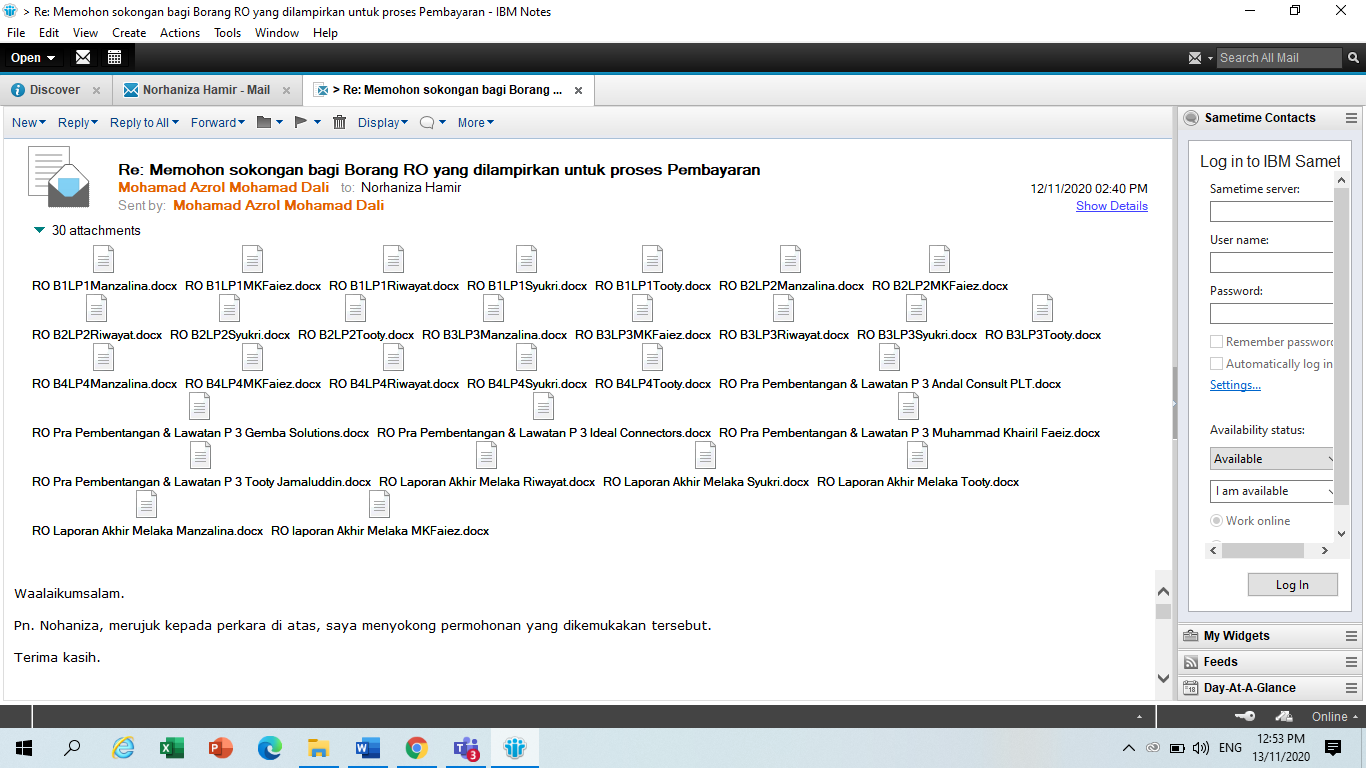 > Re: Memohon sokongan bagi Borang RO yang dilampirkan untuk proses Pembayaran - IBM Notes
File Edit View Create Actions Tools Window Help
Open Search All Mail
Discover Norhaniza Hamir - Mail > Re: Memohon sokongan bagi Borang ...
New Reply Reply to All Forward Display More
Re: Memohon sokongan bagi Borang RO yang dilampirkan untuk proses Pembayaran
Mohamad Azrol Mohamad Dali to: Norhaniza Hamir 12/11/2020 02:40 PM
Sent by: Mohamad Azrol Mohamad Dali Show Details
30 attachments
RO B1LP1Manzalina.docx RO B1LP1MKFaiez.docx RO B1LP1Riwayat.docx RO B1LP1Syukri.docx RO B1LP1Tooty.docx RO B2LP2Manzalina.docx RO B2LP2MKFaiez.docx
RO B2LP2Riwayat.docx RO B2LP2Syukri.docx RO B2LP2Tooty.docx RO B3LP3Manzalina.docx RO B3LP3MKFaiez.docx RO B3LP3Riwayat.docx RO B3LP3Syukri.docx RO B3LP3Tooty.docx
RO B4LP4Manzalina.docx RO B4LP4MKFaiez.docx RO B4LP4Riwayat.docx RO B4LP4Syukri.docx RO B4LP4Tooty.docx RO Pra Pembentangan & Lawatan P 3 Andal Consult PLT.docx
RO Pra Pembentangan & Lawatan P 3 Gemba Solutions.docx RO Pra Pembentangan & Lawatan P 3 Ideal Connectors.docx RO Pra Pembentangan & Lawatan P 3 Muhammad Khairil Faeiz.docx
RO Pra Pembentangan & Lawatan P 3 Tooty Jamaluddin.docx RO Laporan Akhir Melaka Riwayat.docx RO Laporan Akhir Melaka Syukri.docx RO Laporan Akhir Melaka Tooty.docx
RO Laporan Akhir Melaka Manzalina.docx RO laporan Akhir Melaka MKFaiez.docx
Waalaikumsalam.
Pn. Nohaniza, merujuk kepada perkara di atas, saya menyokong permohonan yang dikemukakan tersebut.
Terima kasih.
Sametime Contacts
Log in to IBM Samet
Sametime server:
User name:
Password:
Remember password
Automatically log in
Settings...
Availability status:
Available
I am available
Work online
Log In
My Widgets
Feeds
18 Day-At-A-Glance
Online
3 ENG 12:53 PM
13/11/2020